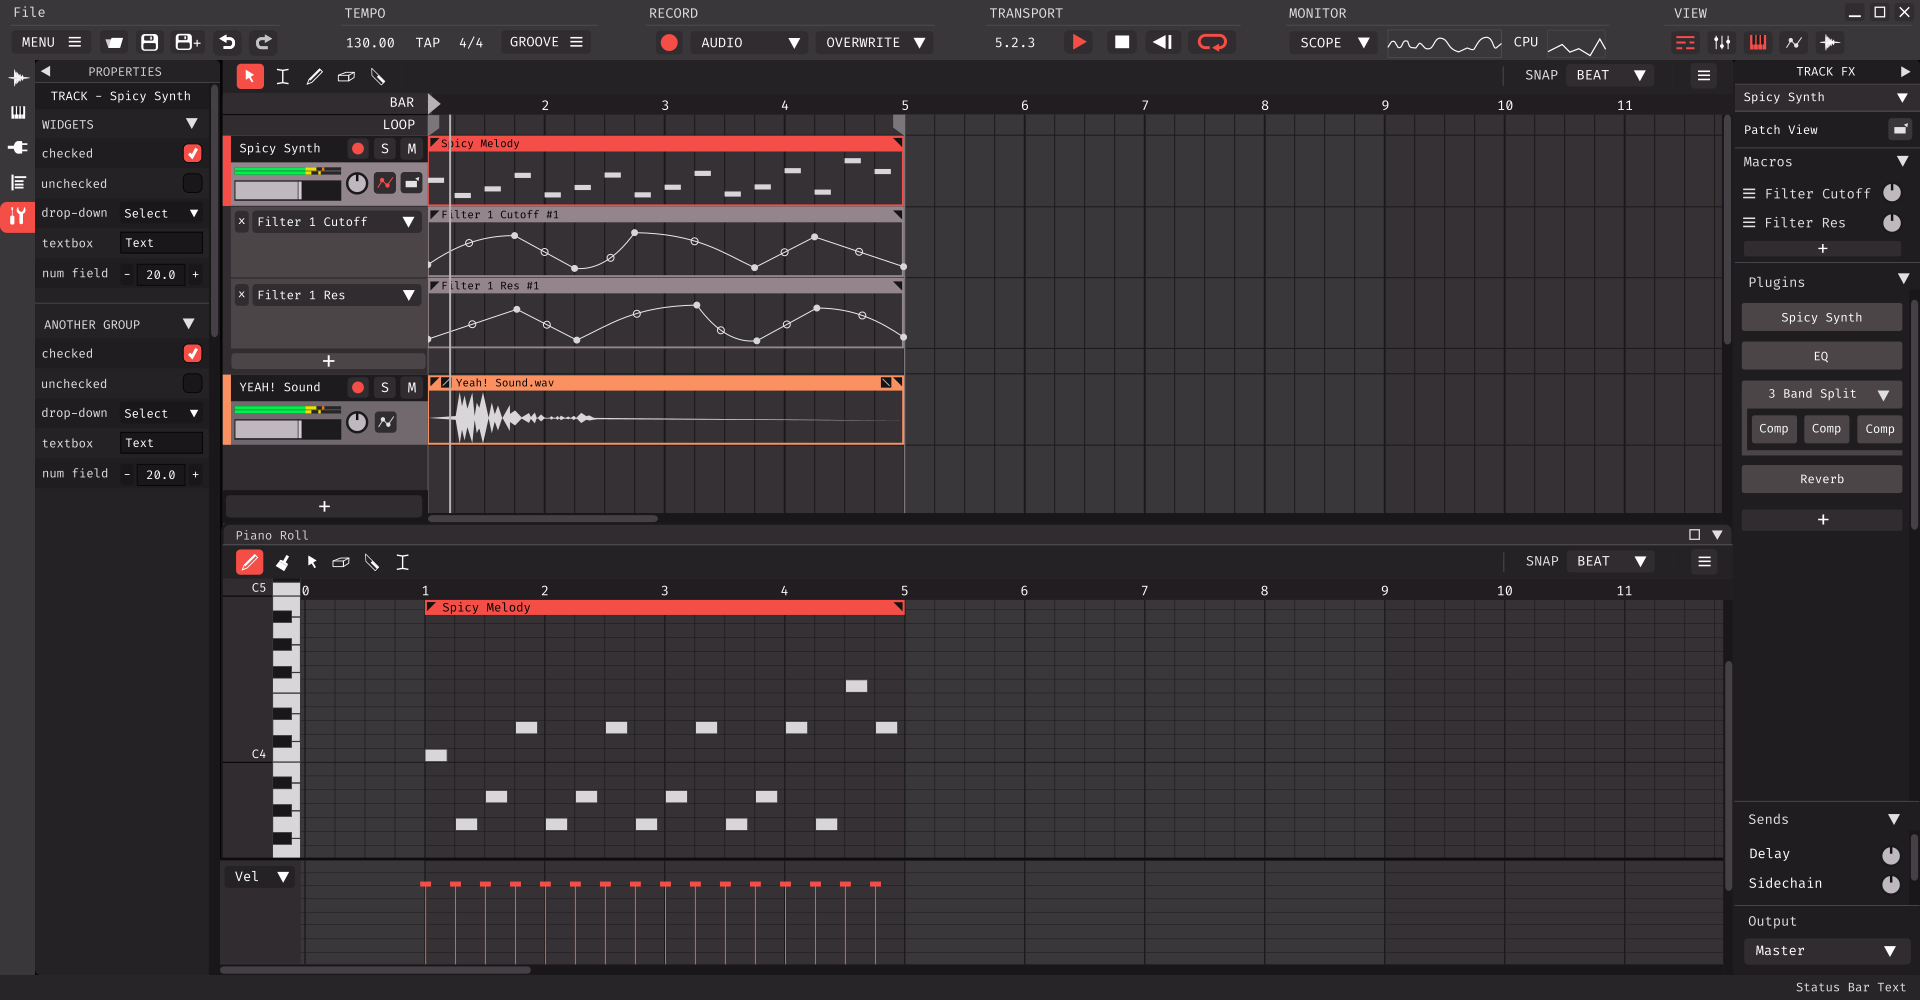 File
TEMPO
RECORD
TRANSPORT
MONITOR
VIEW
MENU
130.00 TAP 4/4 GROOVE
AUDIO
OVERWRITE
5.2.3
SCOPE
CPU
PROPERTIES
TRACK - Spicy Synth
WIDGETS
checked
unchecked
drop-down Select
textbox Text
num field - 20.0 +
ANOTHER GROUP
checked
unchecked
drop-down Select
textbox Text
num field - 20.0 +
SNAP BEAT
BAR
2 3 4 5 6 7 8 9 10 11
LOOP
Spicy Synth S M
Spicy Melody
x Filter 1 Cutoff
Filter 1 Cutoff #1
x Filter 1 Res
Filter 1 Res #1
+
YEAH! Sound S M
Yeah! Sound.wav
+
Piano Roll
SNAP BEAT
C5
0 1 2 3 4 5 6 7 8 9 10 11
Spicy Melody
C4
Vel
TRACK FX
Spicy Synth
Patch View
Macros
Filter Cutoff
Filter Res
+
Plugins
Spicy Synth
EQ
3 Band Split
Comp Comp Comp
Reverb
+
Sends
Delay
Sidechain
Output
Master
Status Bar Text